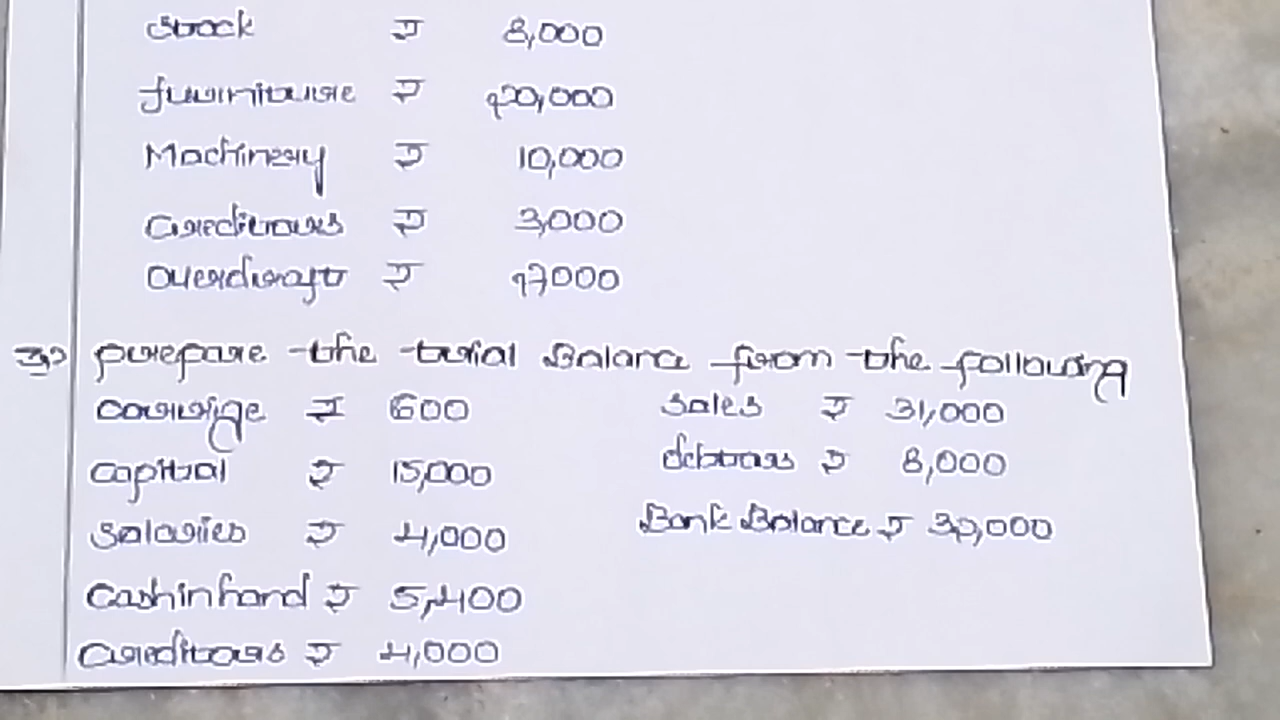 Stock ₹ 8,000
furniture ₹ 20,000
Machinery ₹ 10,000
Creditors ₹ 3,000
Overdraft ₹ 17000
3) prepare the trial Balance from the following
carriage ₹ 600 Sales ₹ 31,000
capital ₹ 15,000 debtors ₹ 8,000
Salaries ₹ 4,000 Bank Balance ₹
Cash in hand ₹ 5,400
Creditors ₹ 4,000